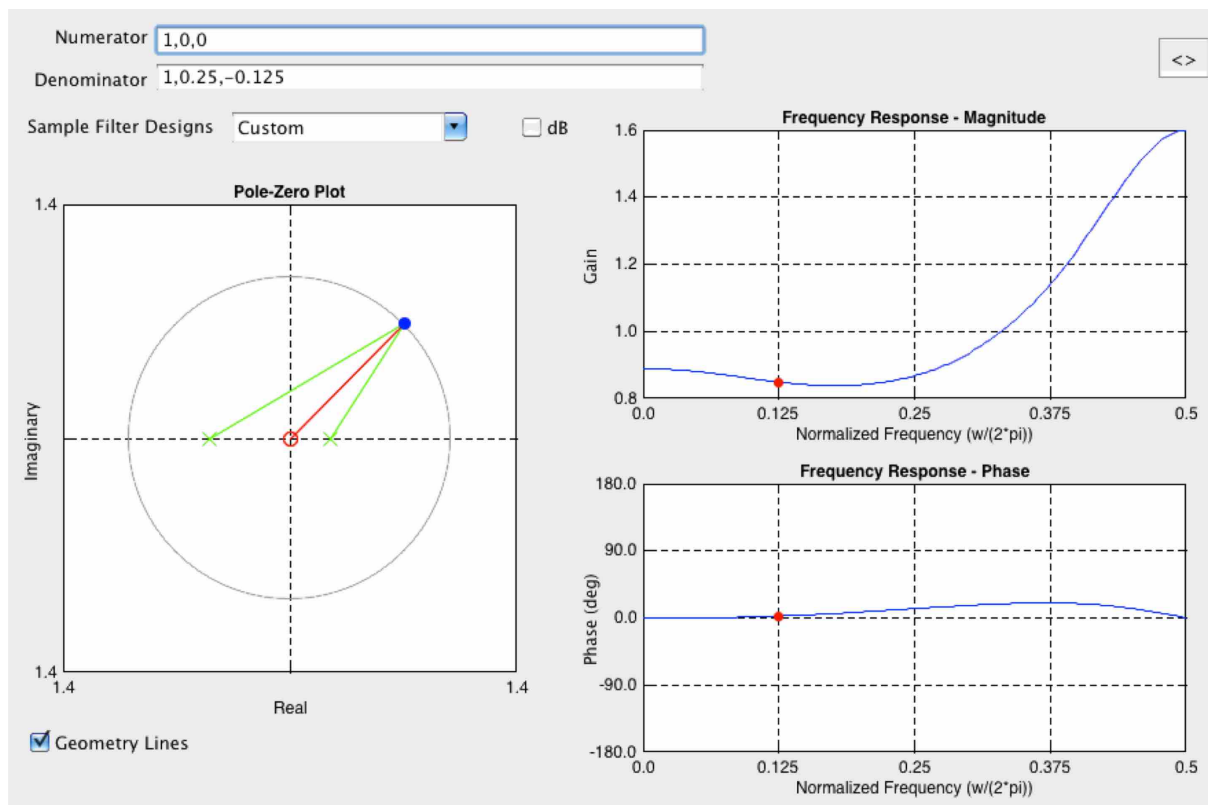 Numerator 1,0,0
Denominator 1,0.25,-0.125
<>
Sample Filter Designs Custom dB
Pole-Zero Plot
1.4
Imaginary
1.4
1.4 1.4
Real
Geometry Lines
Frequency Response - Magnitude
1.6
1.4
1.2
1.0
0.8
Gain
0.0 0.125 0.25 0.375 0.5
Normalized Frequency (w/(2*pi))
Frequency Response - Phase
180.0
90.0
0.0
-90.0
-180.0
Phase (deg)
0.0 0.125 0.25 0.375 0.5
Normalized Frequency (w/(2*pi))